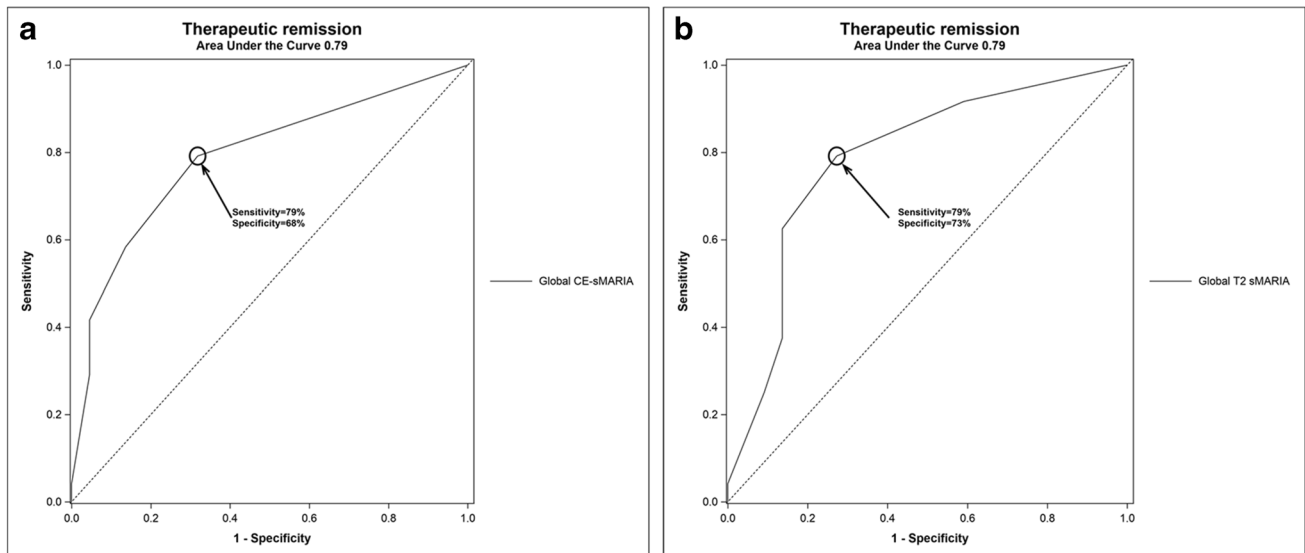 a
Therapeutic remission
Area Under the Curve 0.79
1.0
0.8
0.6
0.4
0.2
0.0
Sensitivity
Sensitivity=79%
Specificity=68%
Global CE-sMARIA
0.0 0.2 0.4 0.6 0.8 1.0
1 - Specificity
b
Therapeutic remission
Area Under the Curve 0.79
1.0
0.8
0.6
0.4
0.2
0.0
Sensitivity
Sensitivity=79%
Specificity=73%
Global T2 sMARIA
0.0 0.2 0.4 0.6 0.8 1.0
1 - Specificity